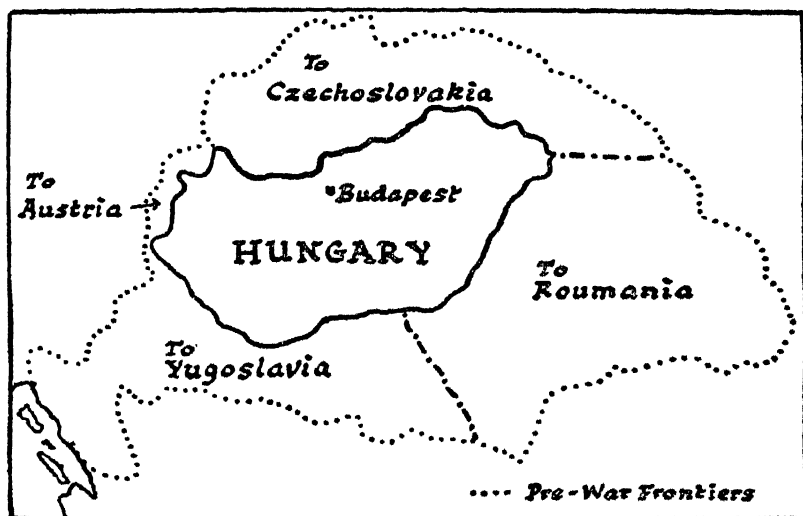 To
Czechoslovakia
To
Austria
Budapest
HUNGARY
To
Roumania
To
Yugoslavia
Pre-War Frontiers